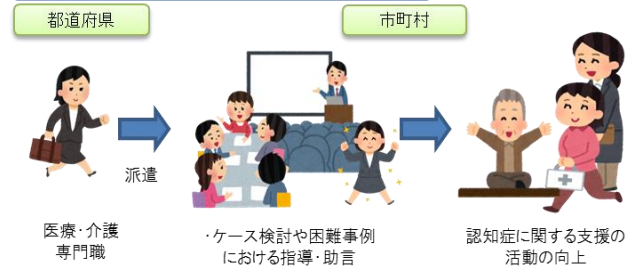 都道府県
市町村
派遣
医療・介護
専門職
・ケース検討や困難事例
における指導・助言
認知症に関する支援の
活動の向上